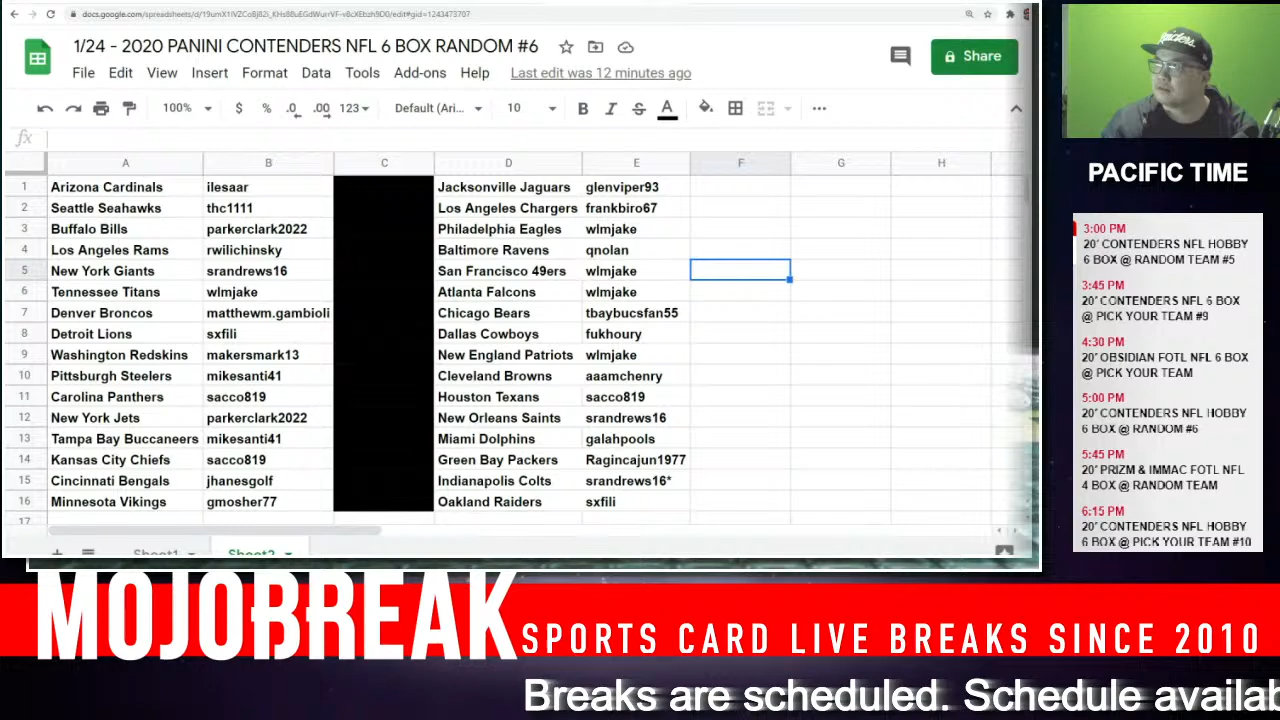 1/24 - 2020 PANINI CONTENDERS NFL 6 BOX RANDOM #6
File Edit View Insert Format Data Tools Add-ons Help Last edit was 12 minutes ago
Share
100% $ % .0 .00 123 Default (Ari... 10 B I S A
fx
A B C D E F G H
1 Arizona Cardinals ilesaar Jacksonville Jaguars glenviper93
2 Seattle Seahawks thc1111 Los Angeles Chargers frankbiro67
3 Buffalo Bills parkerclark2022 Philadelphia Eagles wlmjake
4 Los Angeles Rams rwilichinsky Baltimore Ravens qnolan
5 New York Giants srandrews16 San Francisco 49ers wlmjake
6 Tennessee Titans wlmjake Atlanta Falcons wlmjake
7 Denver Broncos matthewm.gambioli Chicago Bears tbaybucsfan55
8 Detroit Lions sxfili Dallas Cowboys fukhoury
9 Washington Redskins makersmark13 New England Patriots wlmjake
10 Pittsburgh Steelers mikesanti41 Cleveland Browns aaamchenry
11 Carolina Panthers sacco819 Houston Texans sacco819
12 New York Jets parkerclark2022 New Orleans Saints srandrews16
13 Tampa Bay Buccaneers mikesanti41 Miami Dolphins galahpools
14 Kansas City Chiefs sacco819 Green Bay Packers Ragincajun1977
15 Cincinnati Bengals jhanesgolf Indianapolis Colts srandrews16*
16 Minnesota Vikings gmosher77 Oakland Raiders sxfili
17
Sheet1 Sheet2
Raiders
PACIFIC TIME
3:00 PM
20' CONTENDERS NFL HOBBY
6 BOX @ RANDOM TEAM #5
3:45 PM
20' CONTENDERS NFL 6 BOX
@ PICK YOUR TEAM #9
4:30 PM
20' OBSIDIAN FOTL NFL 6 BOX
@ PICK YOUR TEAM
5:00 PM
20' CONTENDERS NFL HOBBY
6 BOX @ RANDOM #6
5:45 PM
20' PRIZM & IMMAC FOTL NFL
4 BOX @ RANDOM TEAM
6:15 PM
20' CONTENDERS NFL HOBBY
6 BOX @ PICK YOUR TEAM #10
MOJOBREAK SPORTS CARD LIVE BREAKS SINCE 2010
Breaks are scheduled. Schedule availab